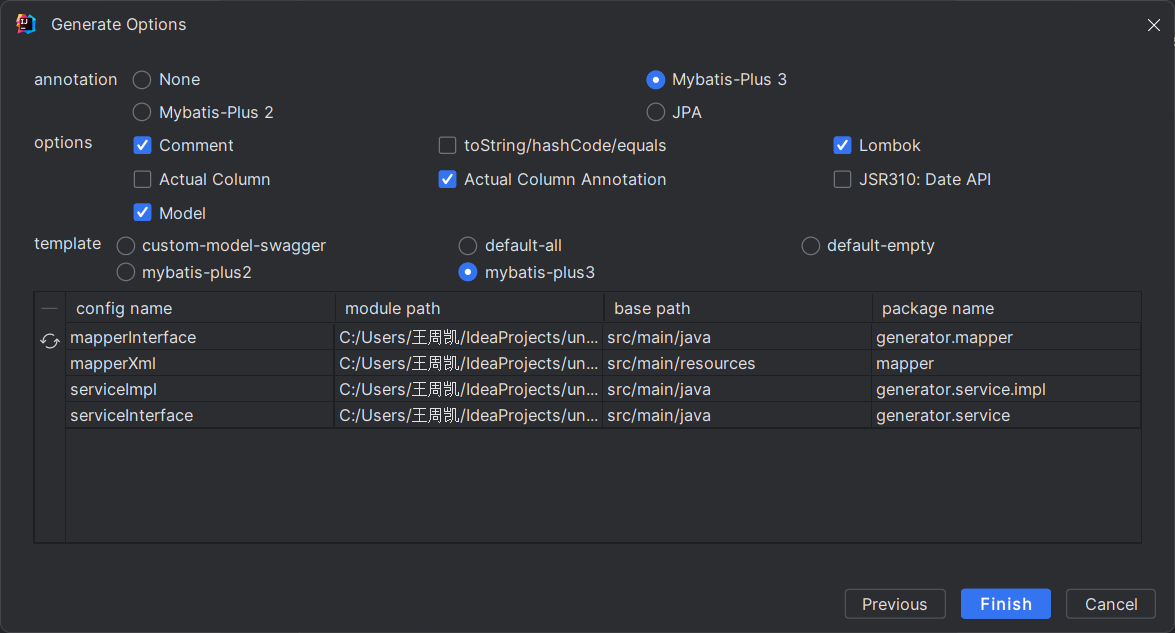 Generate Options
annotation None Mybatis-Plus 3
Mybatis-Plus 2 JPA
options Comment toString/hashCode/equals Lombok
Actual Column Actual Column Annotation JSR310: Date API
Model
template custom-model-swagger default-all default-empty
mybatis-plus2 mybatis-plus3
config name module path base path package name
mapperInterface C:/Users/王周凯/IdeaProjects/un... src/main/java generator.mapper
mapperXml C:/Users/王周凯/IdeaProjects/un... src/main/resources mapper
serviceImpl C:/Users/王周凯/IdeaProjects/un... src/main/java generator.service.impl
serviceInterface C:/Users/王周凯/IdeaProjects/un... src/main/java generator.service
Previous Finish Cancel